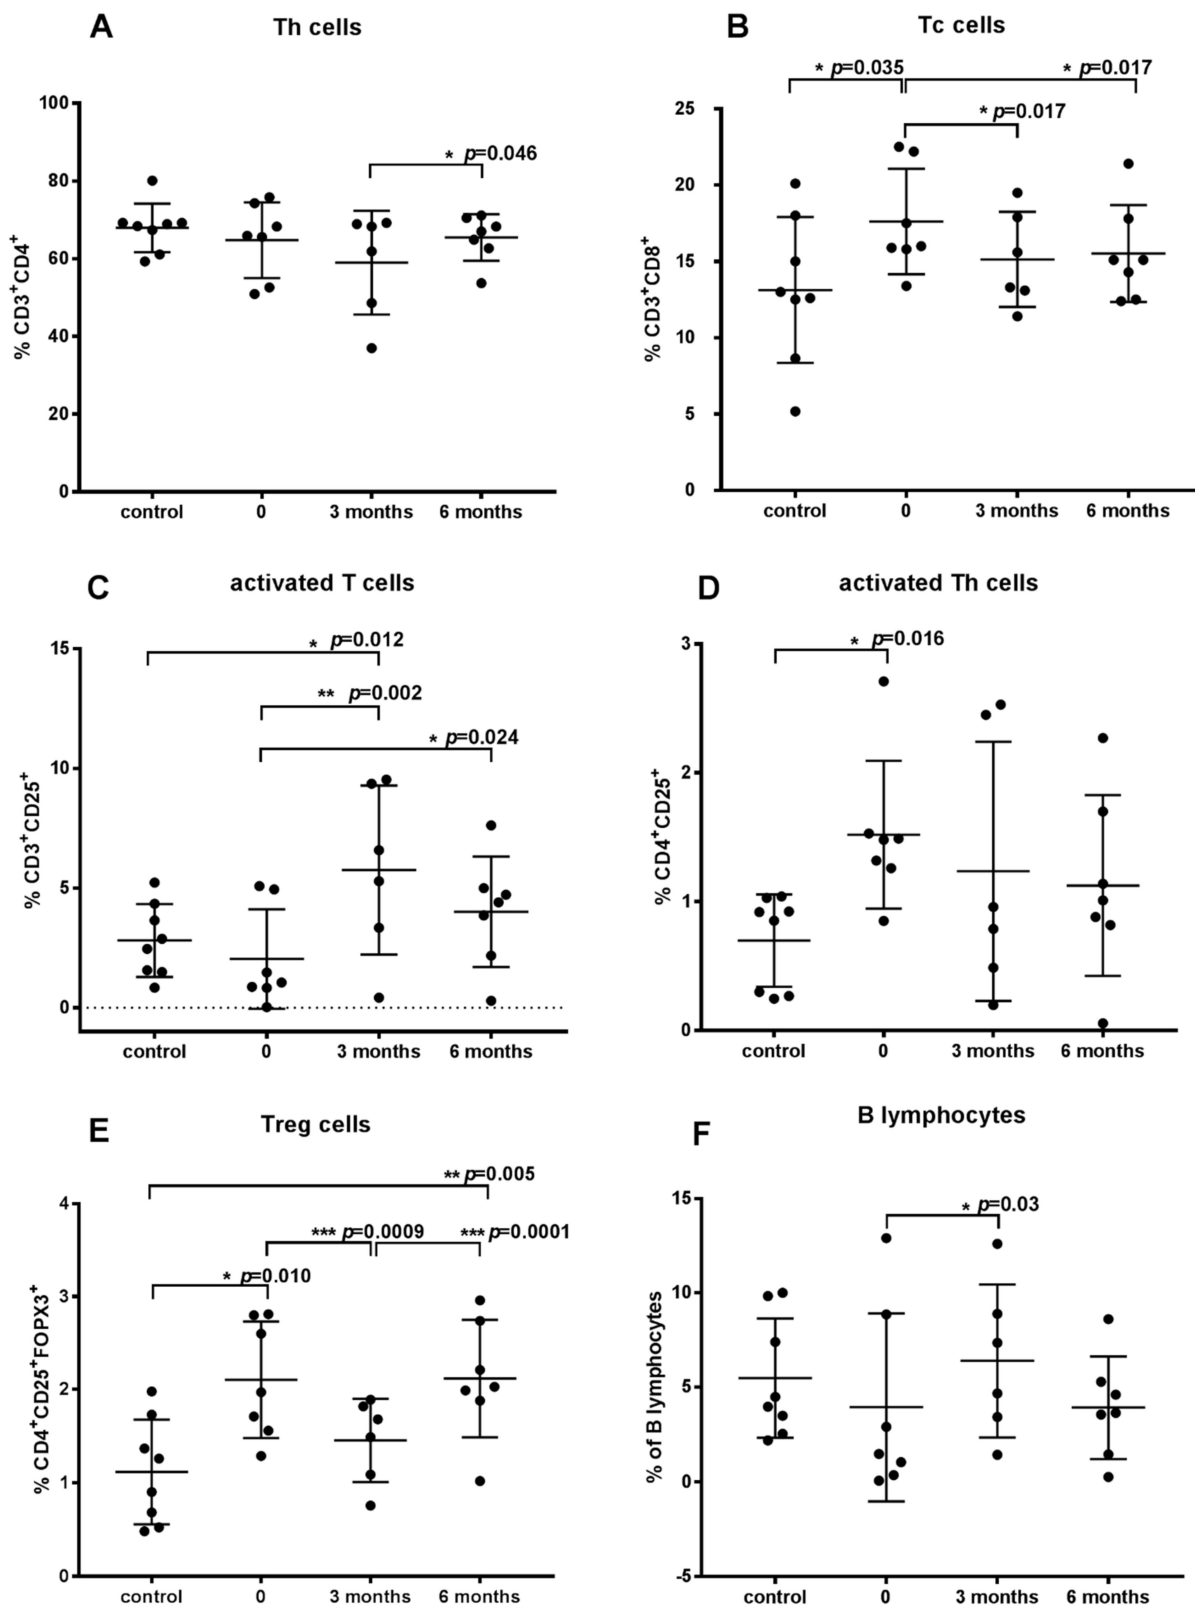 A Th cells
% CD3⁺CD4⁺
100
80
60
40
20
0
* p=0.046
control 0 3 months 6 months
B Tc cells
% CD3⁺CD8⁺
25
20
15
10
5
0
* p=0.035
* p=0.017
* p=0.017
control 0 3 months 6 months
C activated T cells
% CD3⁺CD25⁺
15
10
5
0
* p=0.012
** p=0.002
* p=0.024
control 0 3 months 6 months
D activated Th cells
% CD4⁺CD25⁺
3
2
1
0
* p=0.016
control 0 3 months 6 months
E Treg cells
% CD4⁺CD25⁺FOPX3⁺
4
3
2
1
0
** p=0.005
*** p=0.0009
*** p=0.0001
* p=0.010
control 0 3 months 6 months
F B lymphocytes
% of B lymphocytes
15
10
5
0
-5
* p=0.03
control 0 3 months 6 months